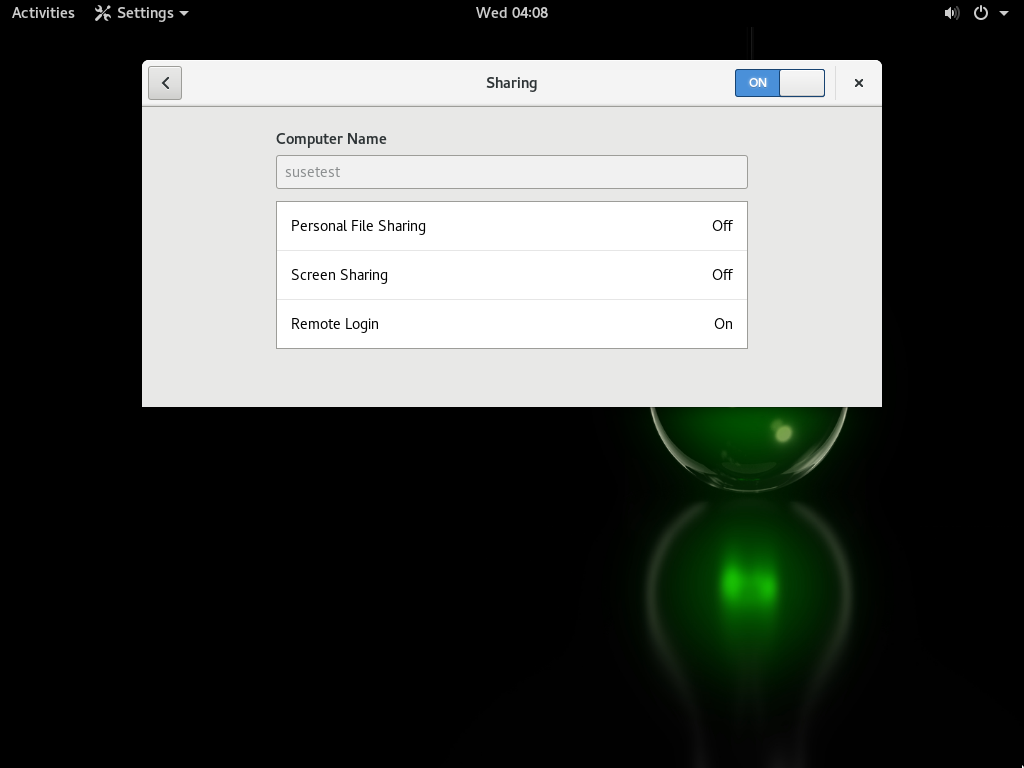 Activities Settings Wed 04:08
Sharing ON
Computer Name
susetest
Personal File Sharing Off
Screen Sharing Off
Remote Login On